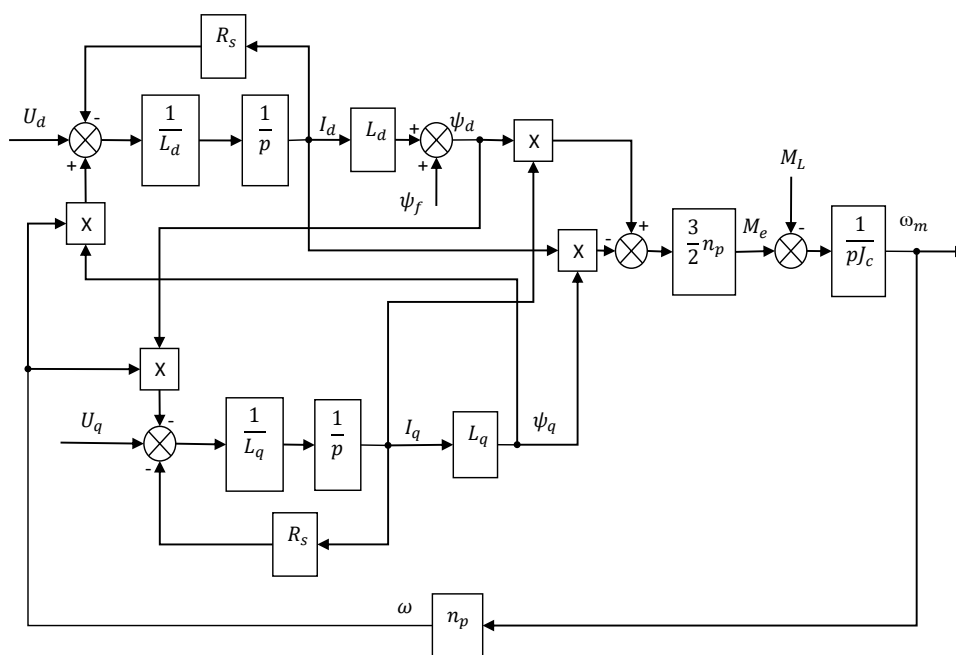 R_s
U_d
-
+
1/L_d
1/p
I_d
L_d
+
+
ψ_d
ψ_f
X
X
X
-
+
3/2 n_p
M_e
M_L
-
1/pJ_c
ω_m
X
U_q
-
-
1/L_q
1/p
I_q
L_q
ψ_q
R_s
ω
n_p